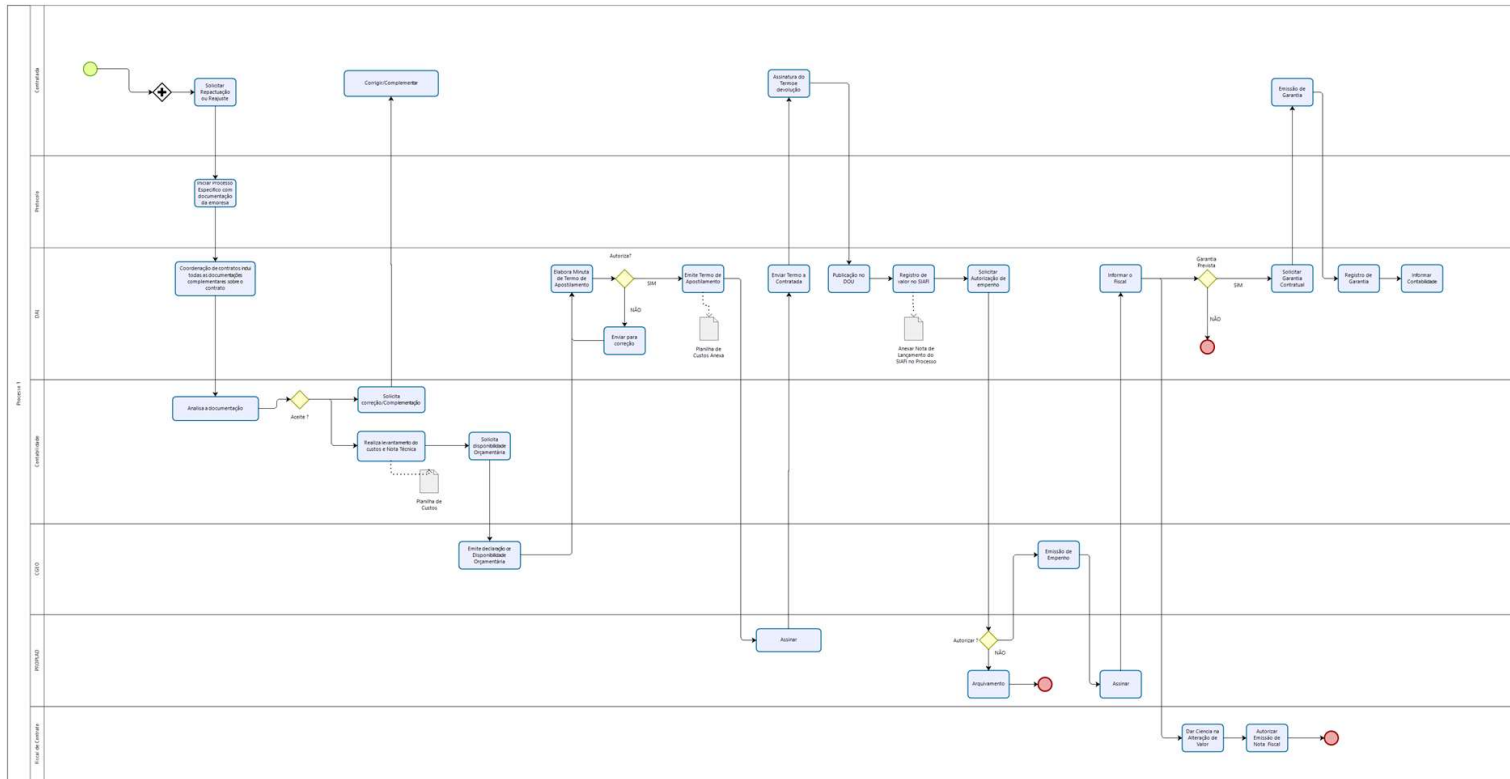 Processo 1
Contratada
Solicitar
Repactuação
ou Reajuste
Corrigir/Complementar
Assinatura do
Termo e
devolução
Emissão de
Garantia
Protocolo
Iniciar Processo
Específico com
documentação
da empresa
Coordenação de contratos inclui
todas as documentações
complementares sobre o
contrato
Elabora Minuta
de Termo de
Apostilamento
Autoriza?
SIM
NÃO
Enviar para
correção
Emite Termo de
Apostilamento
Planilha de
Custos Anexa
Enviar Termo a
Contratada
Publicação no
DOU
Registro de
valor no SIAFI
Anexar Nota de
Lançamento do
SIAFI no Processo
Solicitar
Autorização de
empenho
Informar o
Fiscal
Garantia
Prevista
SIM
NÃO
Solicitar
Garantia
Contratual
Registro de
Garantia
Informar
Contabilidade
Contabilidade
Analisa a documentação
Aceite ?
Solicita
correção/Complementação
Realiza levantamento de
custos e Nota Técnica
Planilha de
Custos
Solicita
disponibilidade
Orçamentária
Emite declaração de
Disponibilidade
Orçamentária
Emissão de
Empenho
Assinar
Autorizar ?
NÃO
Arquivamento
Assinar
Fiscal de Contrato
Dar Ciencia na
Alteração de
Valor
Autorizar
Emissão de
Nota Fiscal